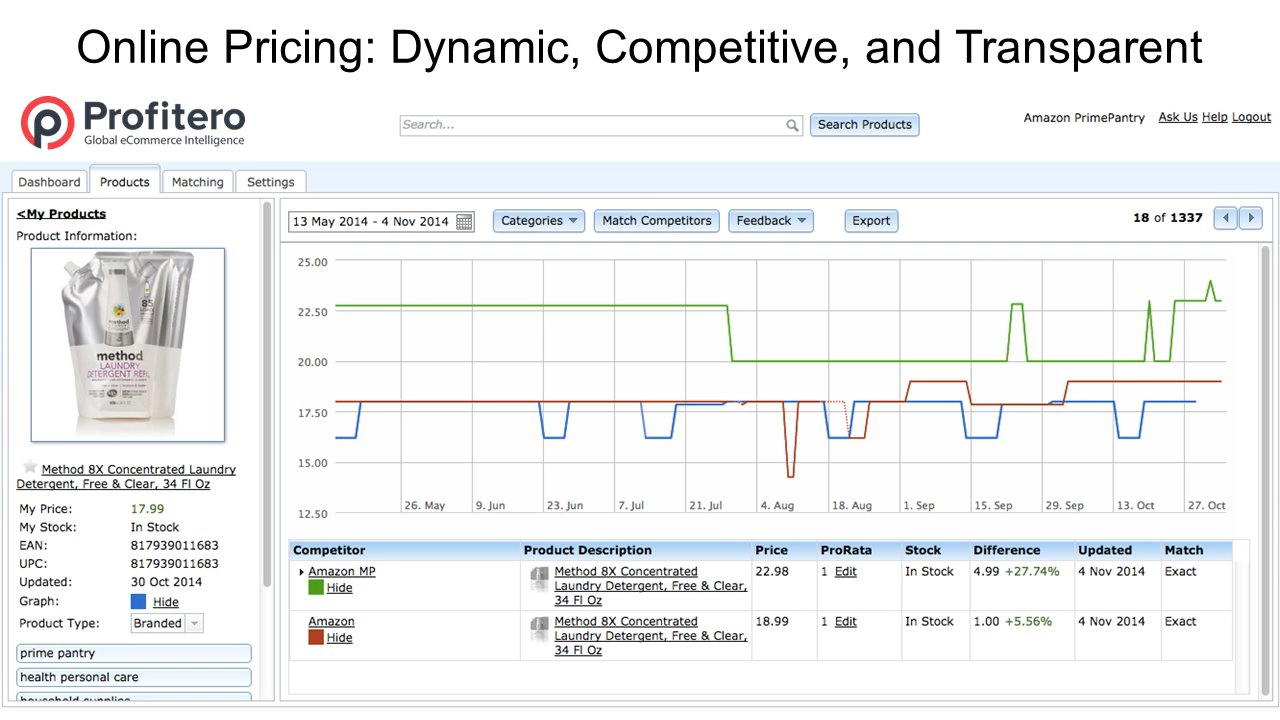 Online Pricing: Dynamic, Competitive, and Transparent
Profitero
Global eCommerce Intelligence
Search...
Search Products
Amazon PrimePantry Ask Us Help Logout
Dashboard Products Matching Settings
<My Products
Product Information:
85
method
method
LAUNDRY
DETERGENT REFILL
Method 8X Concentrated Laundry
Detergent, Free & Clear, 34 Fl Oz
My Price: 17.99
My Stock: In Stock
EAN: 817939011683
UPC: 817939011683
Updated: 30 Oct 2014
Graph: Hide
Product Type: Branded
prime pantry
health personal care
household supplies
13 May 2014 - 4 Nov 2014 Categories Match Competitors Feedback Export 18 of 1337
25.00
22.50
20.00
17.50
15.00
12.50
26. May 9. Jun 23. Jun 7. Jul 21. Jul 4. Aug 18. Aug 1. Sep 15. Sep 29. Sep 13. Oct 27. Oct
Competitor Product Description Price ProRata Stock Difference Updated Match
Amazon MP Method 8X Concentrated 22.98 1 Edit In Stock 4.99 +27.74% 4 Nov 2014 Exact
Hide Laundry Detergent, Free & Clear,
34 Fl Oz
Amazon Method 8X Concentrated 18.99 1 Edit In Stock 1.00 +5.56% 4 Nov 2014 Exact
Hide Laundry Detergent, Free & Clear,
34 Fl Oz